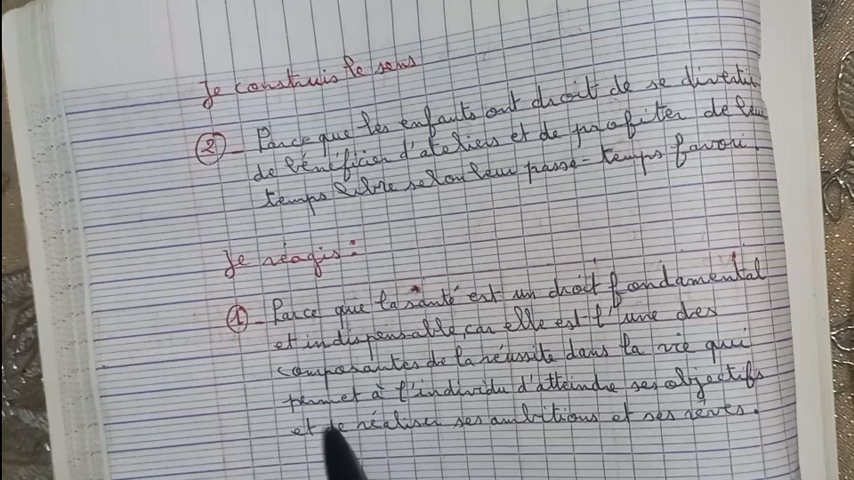 Je construis le sens
② - Parce que les enfants ont droit de se divertir
de bénéficier d'ateliers et de profiter de leur
temps libre selon leur passe-temps favori.
Je réagis :
① - Parce que la santé est un droit fondamental
et indispensable, car elle est l'une des
composantes de la réussite dans la vie qui
permet à l'individu d'atteindre ses objectifs
et de réaliser ses ambitions et ses rêves.